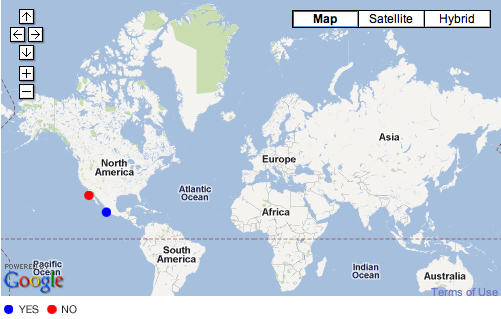 Map Satellite Hybrid
North
America
Europe
Asia
Atlantic
Ocean
Africa
South
America
Pacific
Ocean
Indian
Ocean
Australia
POWERED BY
Google
Terms of Use
YES NO